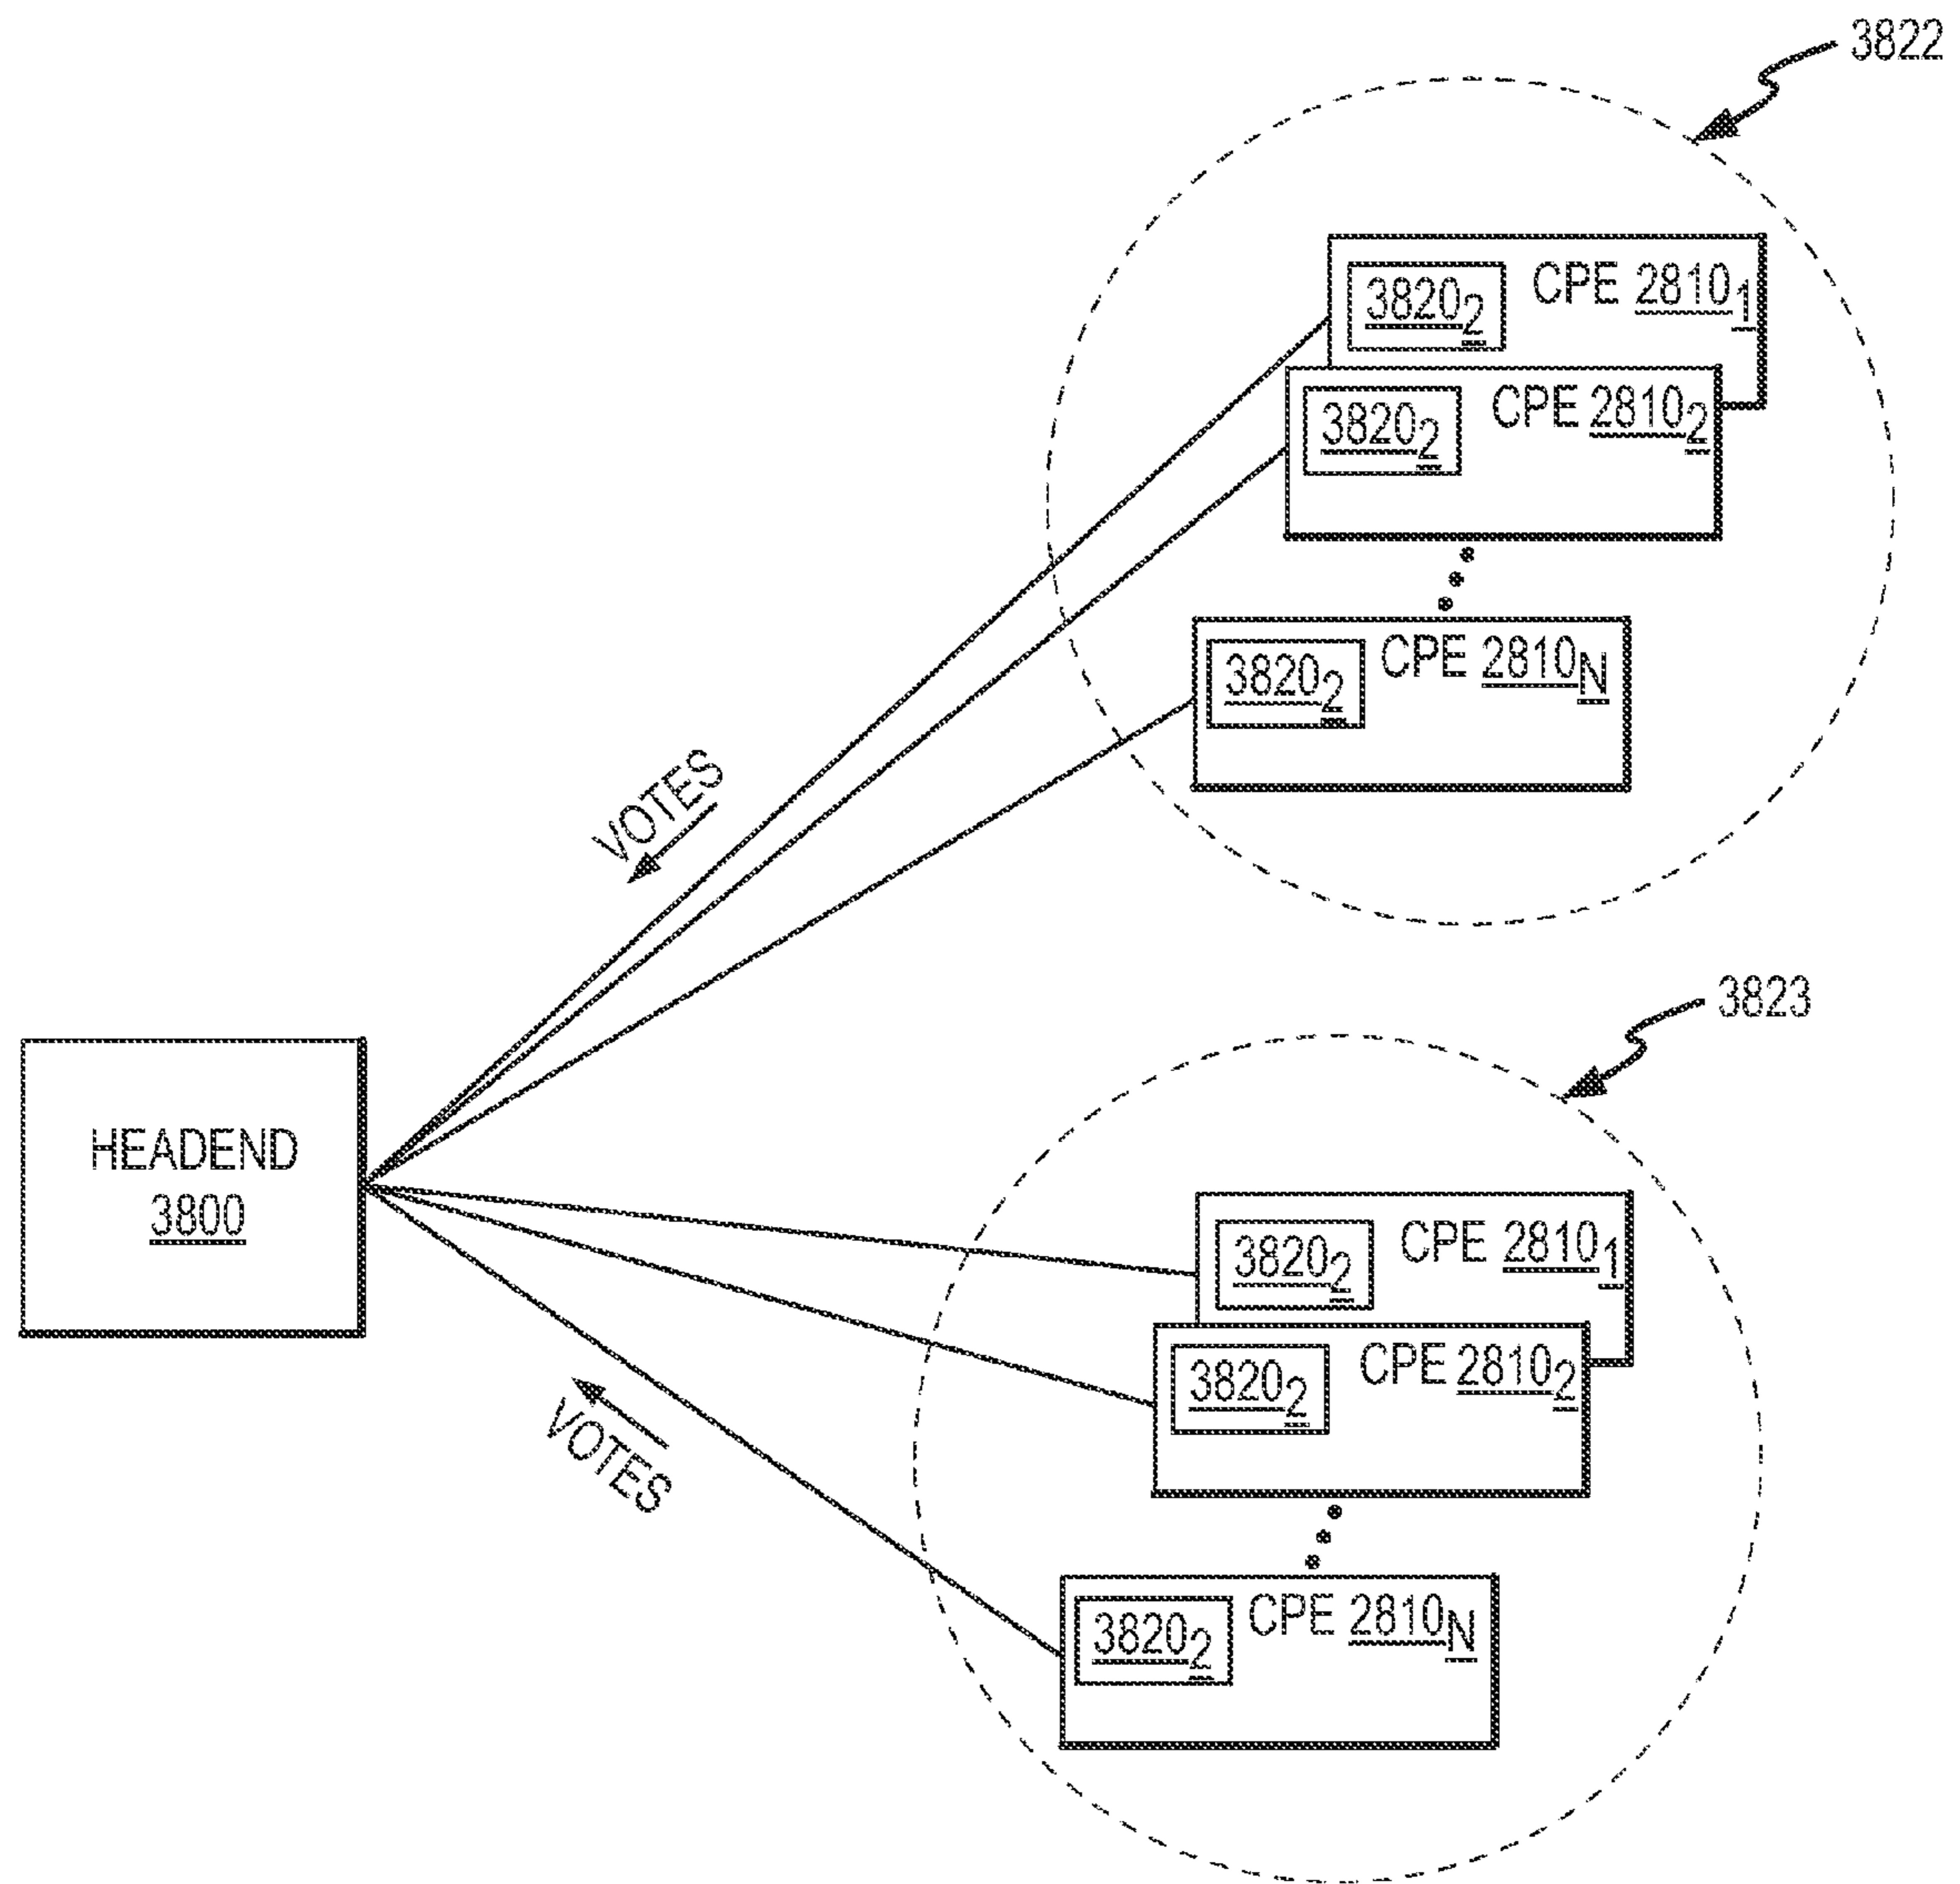 3822
3820₂ CPE 2810₁
3820₂ CPE 2810₂
3820₂ CPE 2810N
VOTES
3823
HEADEND
3800
3820₂ CPE 2810₁
3820₂ CPE 2810₂
VOTES
3820₂ CPE 2810N